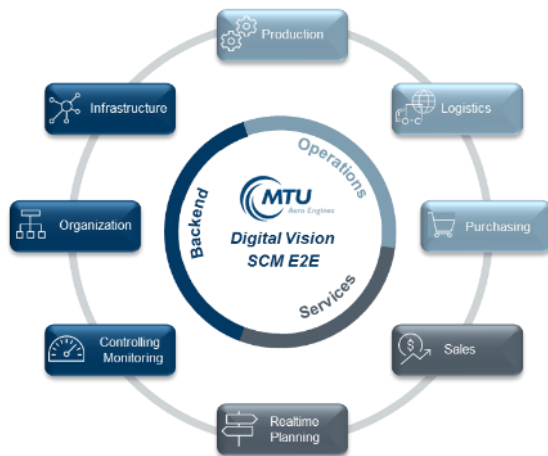 Production
Infrastructure
Logistics
Operations
Backend
MTU
Aero Engines
Digital Vision
SCM E2E
Organization
Purchasing
Services
Controlling
Monitoring
Sales
Realtime
Planning